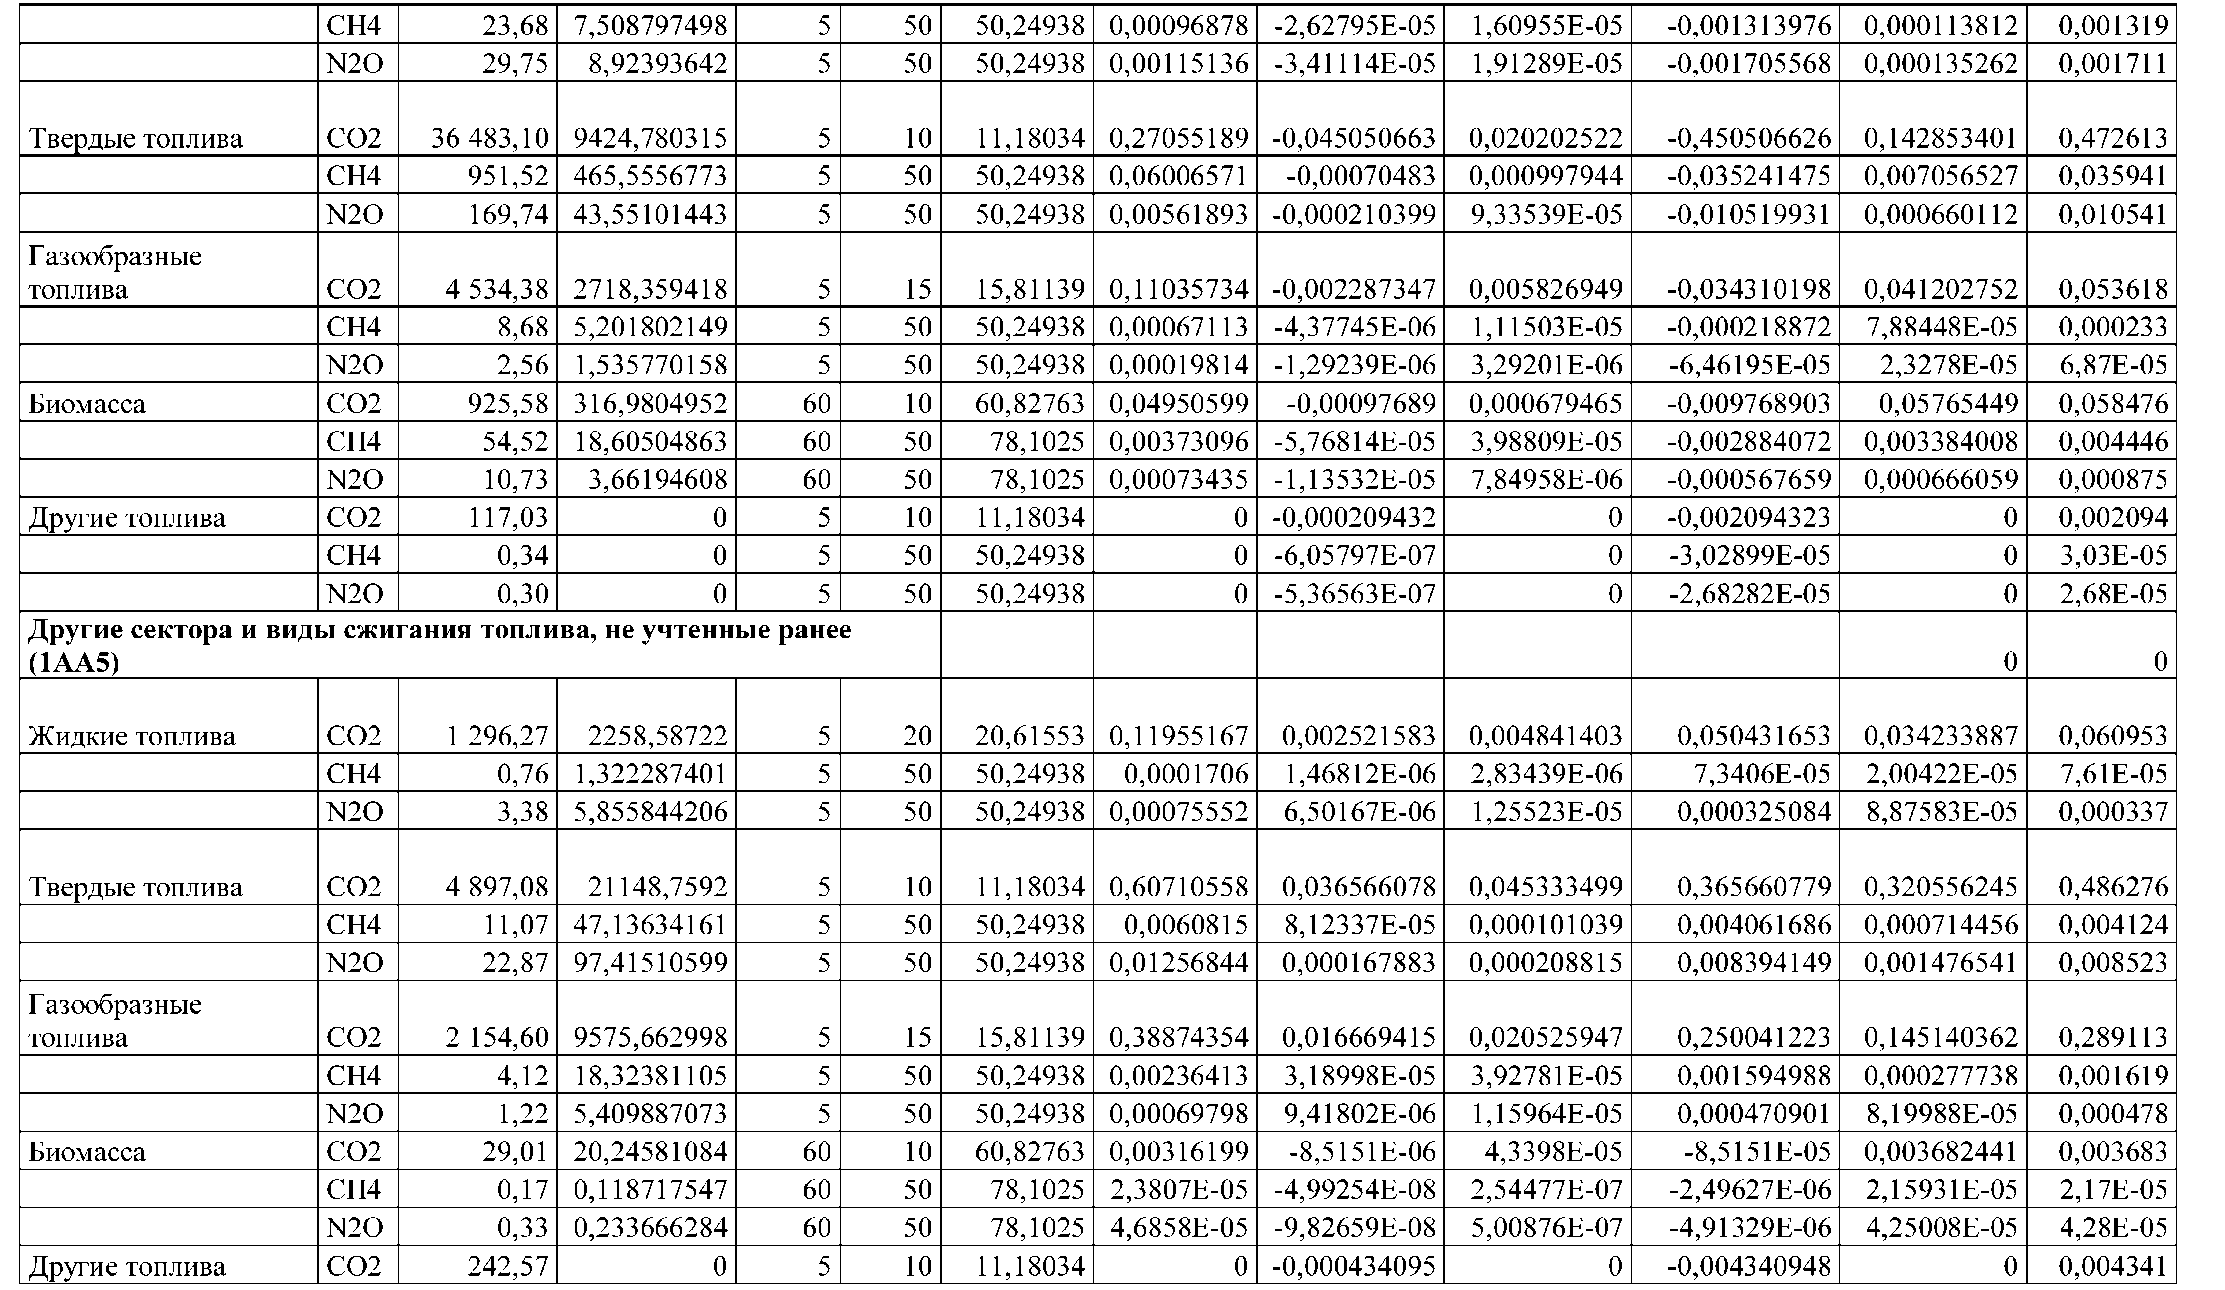 CH4 23,68 7,508797498 5 50 50,24938 0,00096878 -2,62795E-05 1,60955E-05 -0,001313976 0,000113812 0,001319
N2O 29,75 8,92393642 5 50 50,24938 0,00115136 -3,41114E-05 1,91289E-05 -0,001705568 0,000135262 0,001711
Твердые топлива CO2 36 483,10 9424,780315 5 10 11,18034 0,27055189 -0,045050663 0,020202522 -0,450506626 0,142853401 0,472613
CH4 951,52 465,5556773 5 50 50,24938 0,06006571 -0,00070483 0,000997944 -0,035241475 0,007056527 0,035941
N2O 169,74 43,55101443 5 50 50,24938 0,00561893 -0,000210399 9,33539E-05 -0,010519931 0,000660112 0,010541
Газообразные
топлива CO2 4 534,38 2718,359418 5 15 15,81139 0,11035734 -0,002287347 0,005826949 -0,034310198 0,041202752 0,053618
CH4 8,68 5,201802149 5 50 50,24938 0,00067113 -4,37745E-06 1,11503E-05 -0,000218872 7,88448E-05 0,000233
N2O 2,56 1,535770158 5 50 50,24938 0,00019814 -1,29239E-06 3,29201E-06 -6,46195E-05 2,3278E-05 6,87E-05
Биомасса CO2 925,58 316,9804952 60 10 60,82763 0,04950599 -0,00097689 0,000679465 -0,009768903 0,05765449 0,058476
CH4 54,52 18,60504863 60 50 78,1025 0,00373096 -5,76814E-05 3,98809E-05 -0,002884072 0,003384008 0,004446
N2O 10,73 3,66194608 60 50 78,1025 0,00073435 -1,13532E-05 7,84958E-06 -0,000567659 0,000666059 0,000875
Другие топлива CO2 117,03 0 5 10 11,18034 0 -0,000209432 0 -0,002094323 0 0,002094
CH4 0,34 0 5 50 50,24938 0 -6,05797E-07 0 -3,02899E-05 0 3,03E-05
N2O 0,30 0 5 50 50,24938 0 -5,36563E-07 0 -2,68282E-05 0 2,68E-05
Другие сектора и виды сжигания топлива, не учтенные ранее
(1AA5) 0 0
Жидкие топлива CO2 1 296,27 2258,58722 5 20 20,61553 0,11955167 0,002521583 0,004841403 0,050431653 0,034233887 0,060953
CH4 0,76 1,322287401 5 50 50,24938 0,0001706 1,46812E-06 2,83439E-06 7,3406E-05 2,00422E-05 7,61E-05
N2O 3,38 5,855844206 5 50 50,24938 0,00075552 6,50167E-06 1,25523E-05 0,000325084 8,87583E-05 0,000337
Твердые топлива CO2 4 897,08 21148,7592 5 10 11,18034 0,60710558 0,036566078 0,045333499 0,365660779 0,320556245 0,486276
CH4 11,07 47,13634161 5 50 50,24938 0,0060815 8,12337E-05 0,000101039 0,004061686 0,000714456 0,004124
N2O 22,87 97,41510599 5 50 50,24938 0,01256844 0,000167883 0,000208815 0,008394149 0,001476541 0,008523
Газообразные
топлива CO2 2 154,60 9575,662998 5 15 15,81139 0,38874354 0,016669415 0,020525947 0,250041223 0,145140362 0,289113
CH4 4,12 18,32381105 5 50 50,24938 0,00236413 3,18998E-05 3,92781E-05 0,001594988 0,000277738 0,001619
N2O 1,22 5,409887073 5 50 50,24938 0,00069798 9,41802E-06 1,15964E-05 0,000470901 8,19988E-05 0,000478
Биомасса CO2 29,01 20,24581084 60 10 60,82763 0,00316199 -8,5151E-06 4,3398E-05 -8,5151E-05 0,003682441 0,003683
CH4 0,17 0,118717547 60 50 78,1025 2,3807E-05 -4,99254E-08 2,54477E-07 -2,49627E-06 2,15931E-05 2,17E-05
N2O 0,33 0,233666284 60 50 78,1025 4,6858E-05 -9,82659E-08 5,00876E-07 -4,91329E-06 4,25008E-05 4,28E-05
Другие топлива CO2 242,57 0 5 10 11,18034 0 -0,000434095 0 -0,004340948 0 0,004341